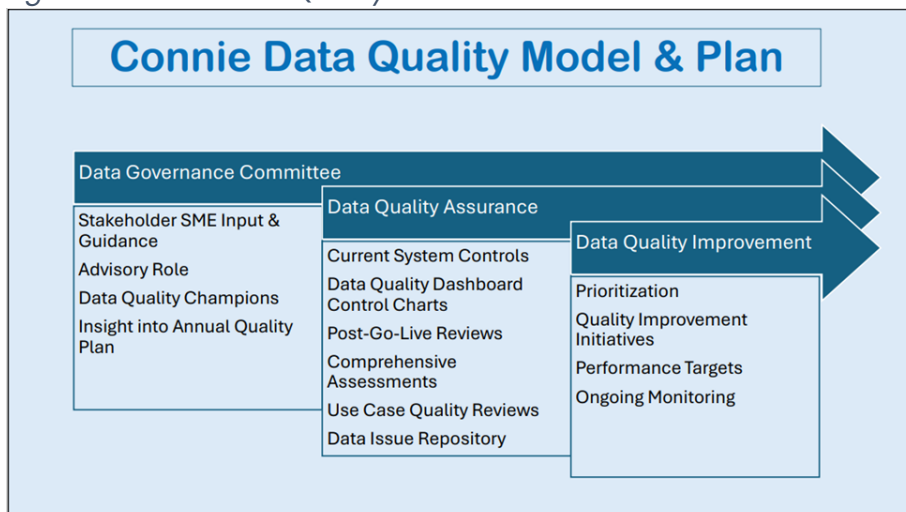 Connie Data Quality Model & Plan
Data Governance Committee
Stakeholder SME Input &
Guidance
Advisory Role
Data Quality Champions
Insight into Annual Quality
Plan
Data Quality Assurance
Current System Controls
Data Quality Dashboard
Control Charts
Post-Go-Live Reviews
Comprehensive
Assessments
Use Case Quality Reviews
Data Issue Repository
Data Quality Improvement
Prioritization
Quality Improvement
Initiatives
Performance Targets
Ongoing Monitoring